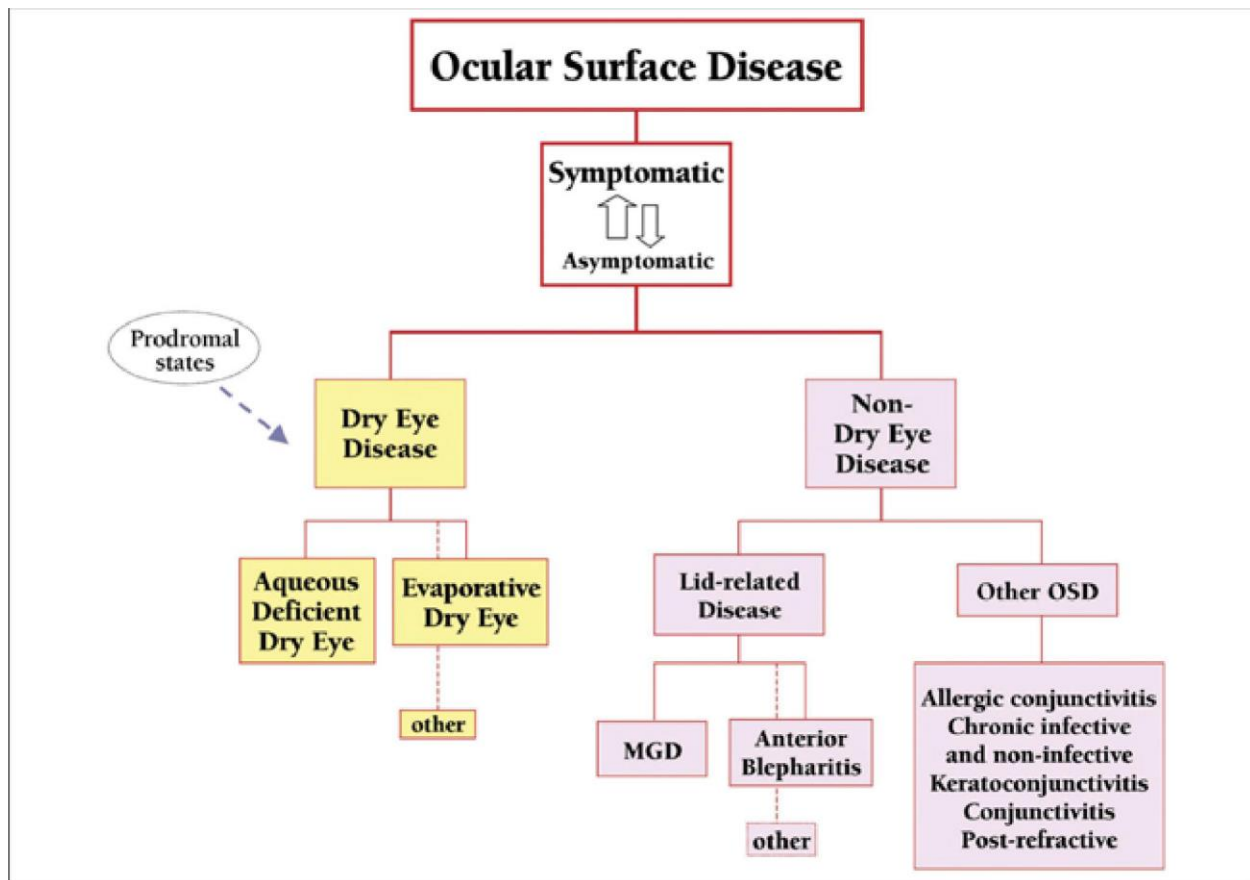 Ocular Surface Disease
Symptomatic
Asymptomatic
Prodromal
states
Dry Eye
Disease
Non-
Dry Eye
Disease
Aqueous
Deficient
Dry Eye
Evaporative
Dry Eye
other
Lid-related
Disease
Other OSD
MGD
Anterior
Blepharitis
other
Allergic conjunctivitis
Chronic infective
and non-infective
Keratoconjunctivitis
Conjunctivitis
Post-refractive